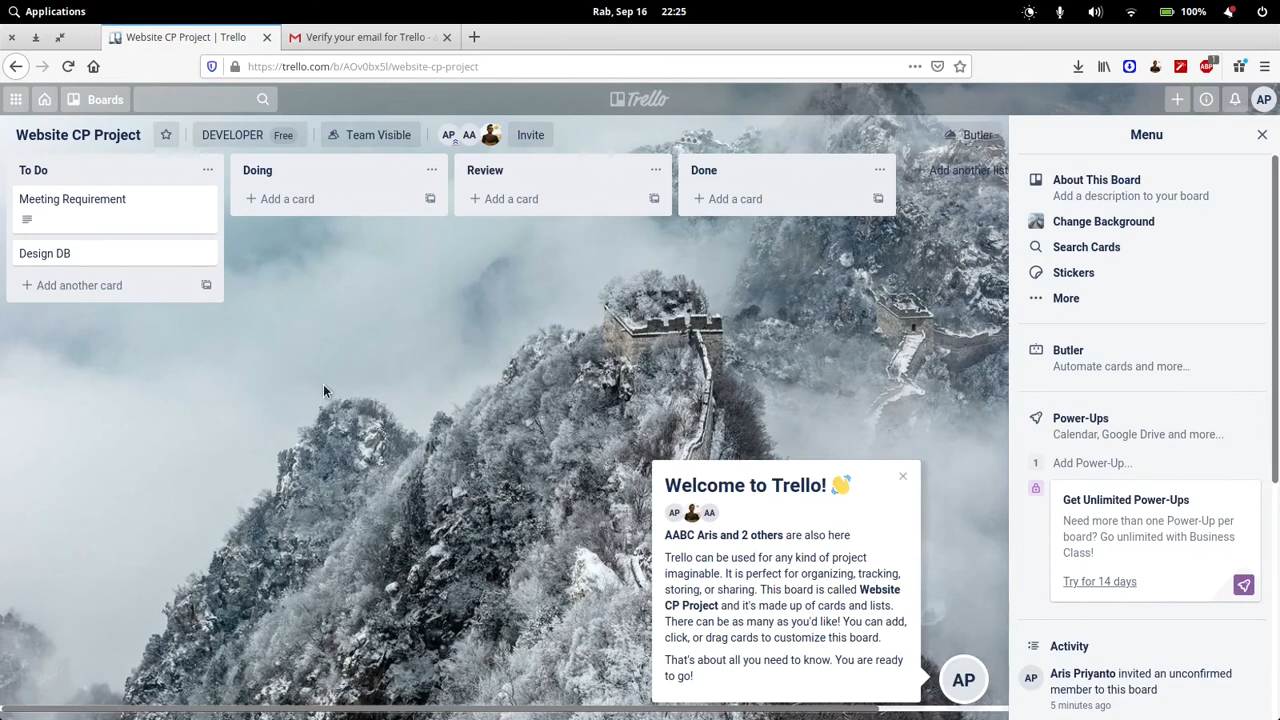 Applications
Rab, Sep 16 22:25
100%
Website CP Project | Trello
Verify your email for Trello -
https://trello.com/b/AOv0bx5l/website-cp-project
ABP
1
Boards
Trello
AP
Website CP Project
DEVELOPER Free
Team Visible
AP AA
Invite
Butler
To Do
Meeting Requirement
Design DB
+ Add another card
Doing
+ Add a card
Review
+ Add a card
Done
+ Add a card
+ Add another list
Menu
About This Board
Add a description to your board
Change Background
Search Cards
Stickers
More
Butler
Automate cards and more...
Power-Ups
Calendar, Google Drive and more...
1 Add Power-Up...
Get Unlimited Power-Ups
Need more than one Power-Up per
board? Go unlimited with Business
Class!
Try for 14 days
Activity
AP
Aris Priyanto invited an unconfirmed
member to this board
5 minutes ago
Welcome to Trello! 👋
AP AA
AABC Aris and 2 others are also here
Trello can be used for any kind of project
imaginable. It is perfect for organizing, tracking,
storing, or sharing. This board is called Website
CP Project and it's made up of cards and lists.
There can be as many as you'd like! You can add,
click, or drag cards to customize this board.
That's about all you need to know. You are ready
to go!
AP